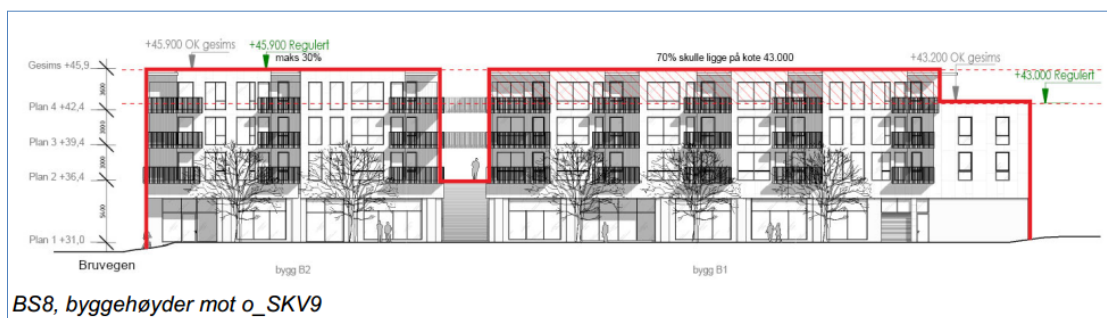 +45.900 OK gesims
+45.900 Regulert
maks 30%
70% skulle ligge på kote 43.000
+43.200 OK gesims
+43.000 Regulert
Gesims +45,9
3500
Plan 4 +42,4
3000
Plan 3 +39,4
3000
Plan 2 +36,4
5400
Plan 1 +31,0
Bruvegen
bygg B2
bygg B1
BS8, byggehøyder mot o_SKV9